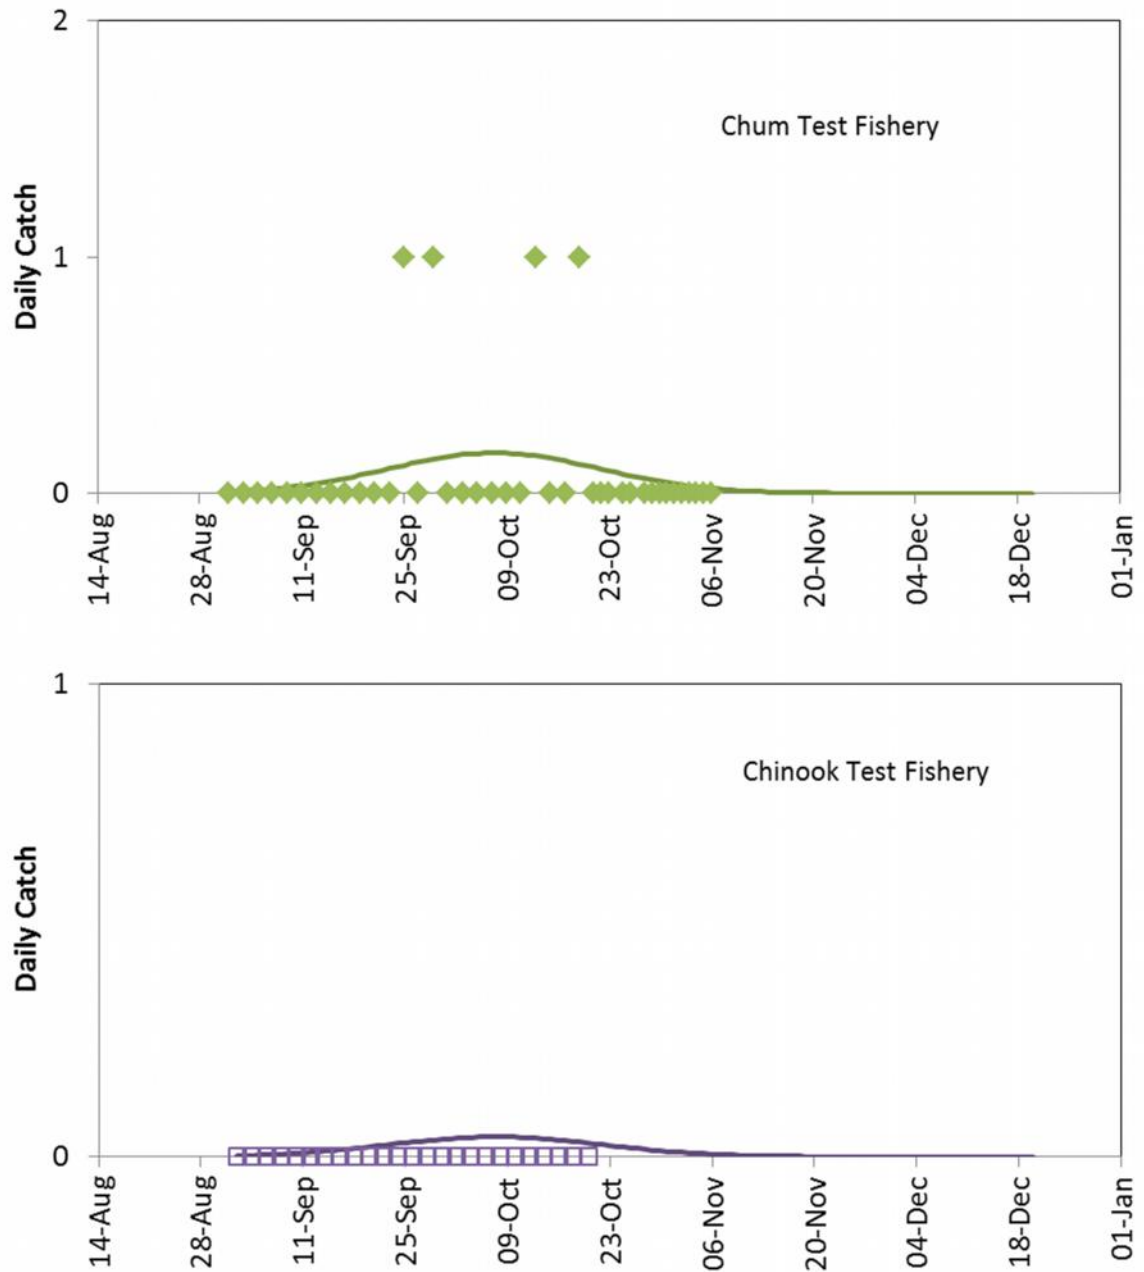 2
Chum Test Fishery
Daily Catch
1
0
14-Aug
28-Aug
11-Sep
25-Sep
09-Oct
23-Oct
06-Nov
20-Nov
04-Dec
18-Dec
01-Jan
1
Chinook Test Fishery
Daily Catch
0
14-Aug
28-Aug
11-Sep
25-Sep
09-Oct
23-Oct
06-Nov
20-Nov
04-Dec
18-Dec
01-Jan